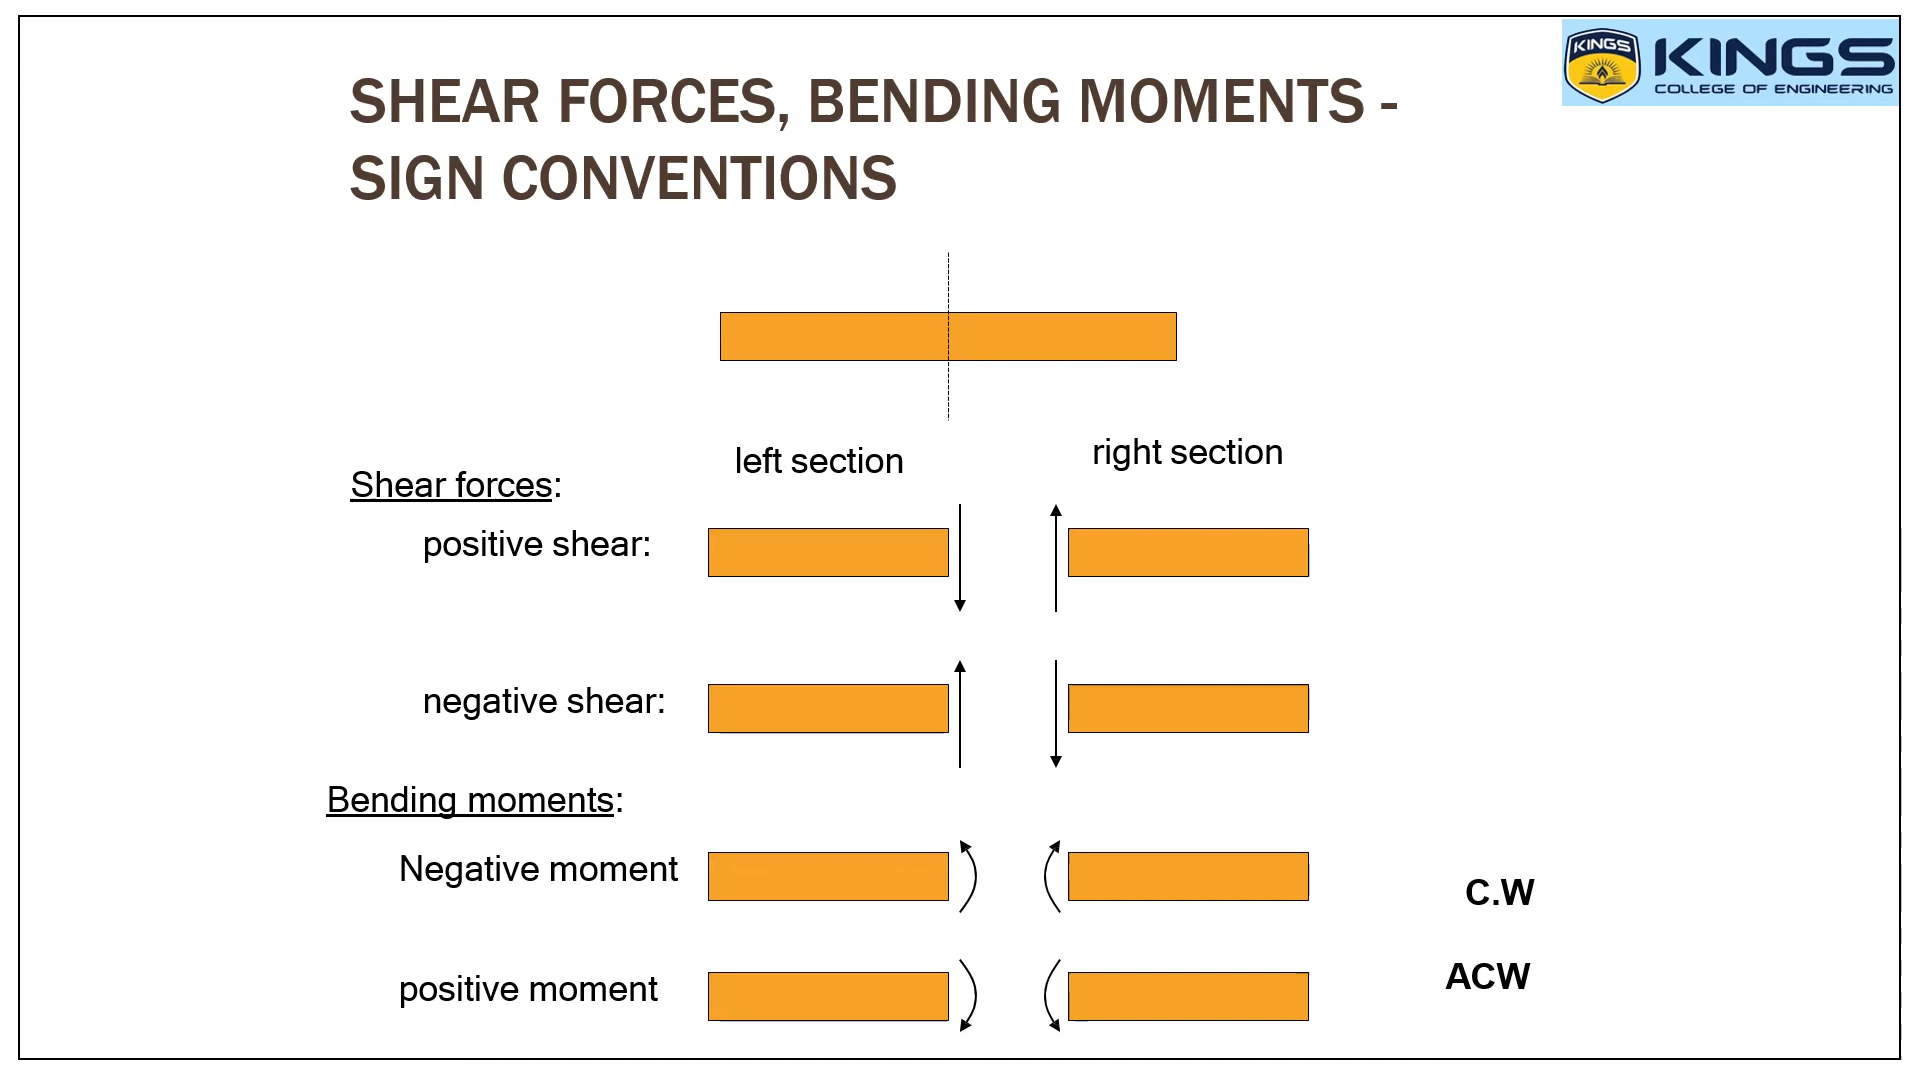 KINGS
KINGS
COLLEGE OF ENGINEERING
SHEAR FORCES, BENDING MOMENTS -
SIGN CONVENTIONS
left section
right section
Shear forces:
positive shear:
negative shear:
Bending moments:
Negative moment
C.W
positive moment
ACW